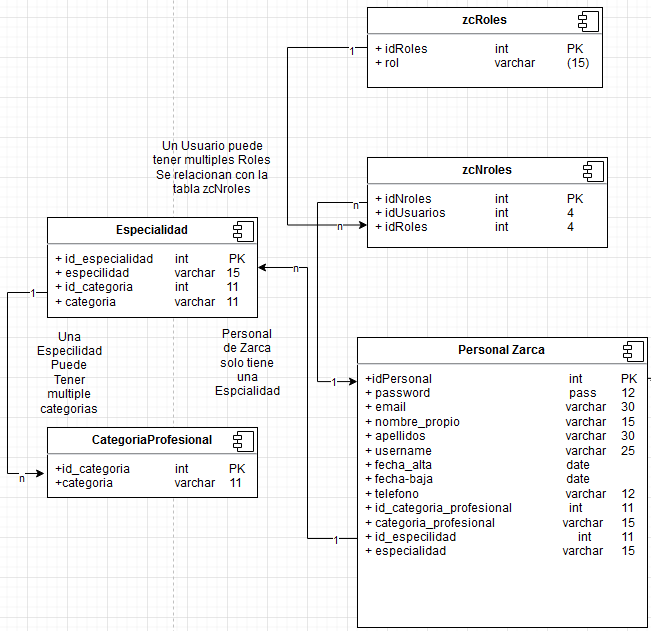 zcRoles
+ idRoles int PK
+ rol varchar (15)
1
Un Usuario puede
tener multiples Roles
Se relacionan con la
tabla zcNroles
zcNroles
+ idNroles int PK
+ idUsuarios int 4
+ idRoles int 4
n
n
Especialidad
+ id_especialidad int PK
+ especilidad varchar 15
+ id_categoria int 11
+ categoria varchar 11
n
1
Una
Especilidad
Puede
Tener
multiple
categorias
Personal
de Zarca
solo tiene
una
Espcialidad
CategoriaProfesional
+id_categoria int PK
+categoria varchar 11
n
Personal Zarca
+idPersonal int PK
+ password pass 12
+ email varchar 30
+ nombre_propio varchar 15
+ apellidos varchar 30
+ username varchar 25
+ fecha_alta date
+ fecha-baja date
+ telefono varchar 12
+ id_categoria_profesional int 11
+ categoria_profesional varchar 15
+ id_especilidad int 11
+ especialidad varchar 15
1
1